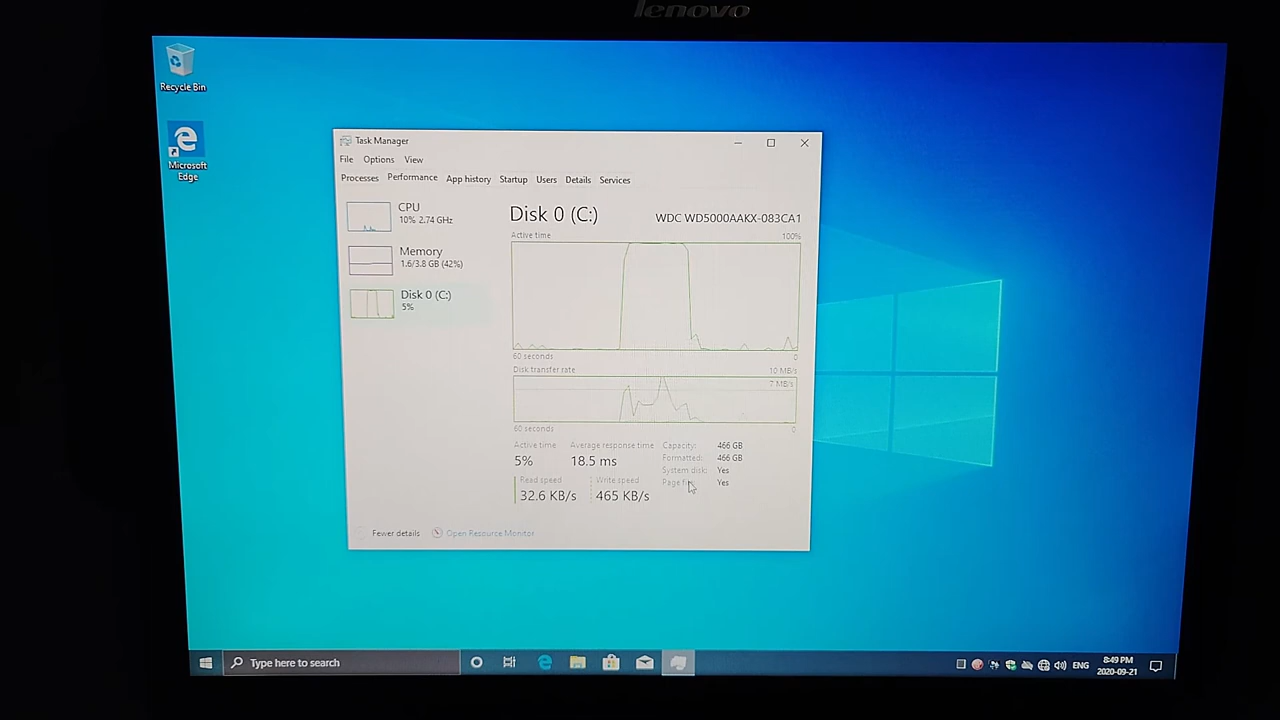 lenovo
Recycle Bin
Microsoft
Edge
Task Manager
File Options View
Processes Performance App history Startup Users Details Services
CPU
10% 2.74 GHz
Memory
1.6/3.8 GB (42%)
Disk 0 (C:)
5%
Disk 0 (C:) WDC WD5000AAKX-083CA1
Active time 100%
60 seconds 0
Disk transfer rate 10 MB/s
7 MB/s
60 seconds 0
Active time Average response time
5% 18.5 ms
Read speed Write speed
32.6 KB/s 465 KB/s
Capacity: 466 GB
Formatted: 466 GB
System disk: Yes
Page file: Yes
Fewer details Open Resource Monitor
Type here to search
ENG
8:49 PM
2020-09-21